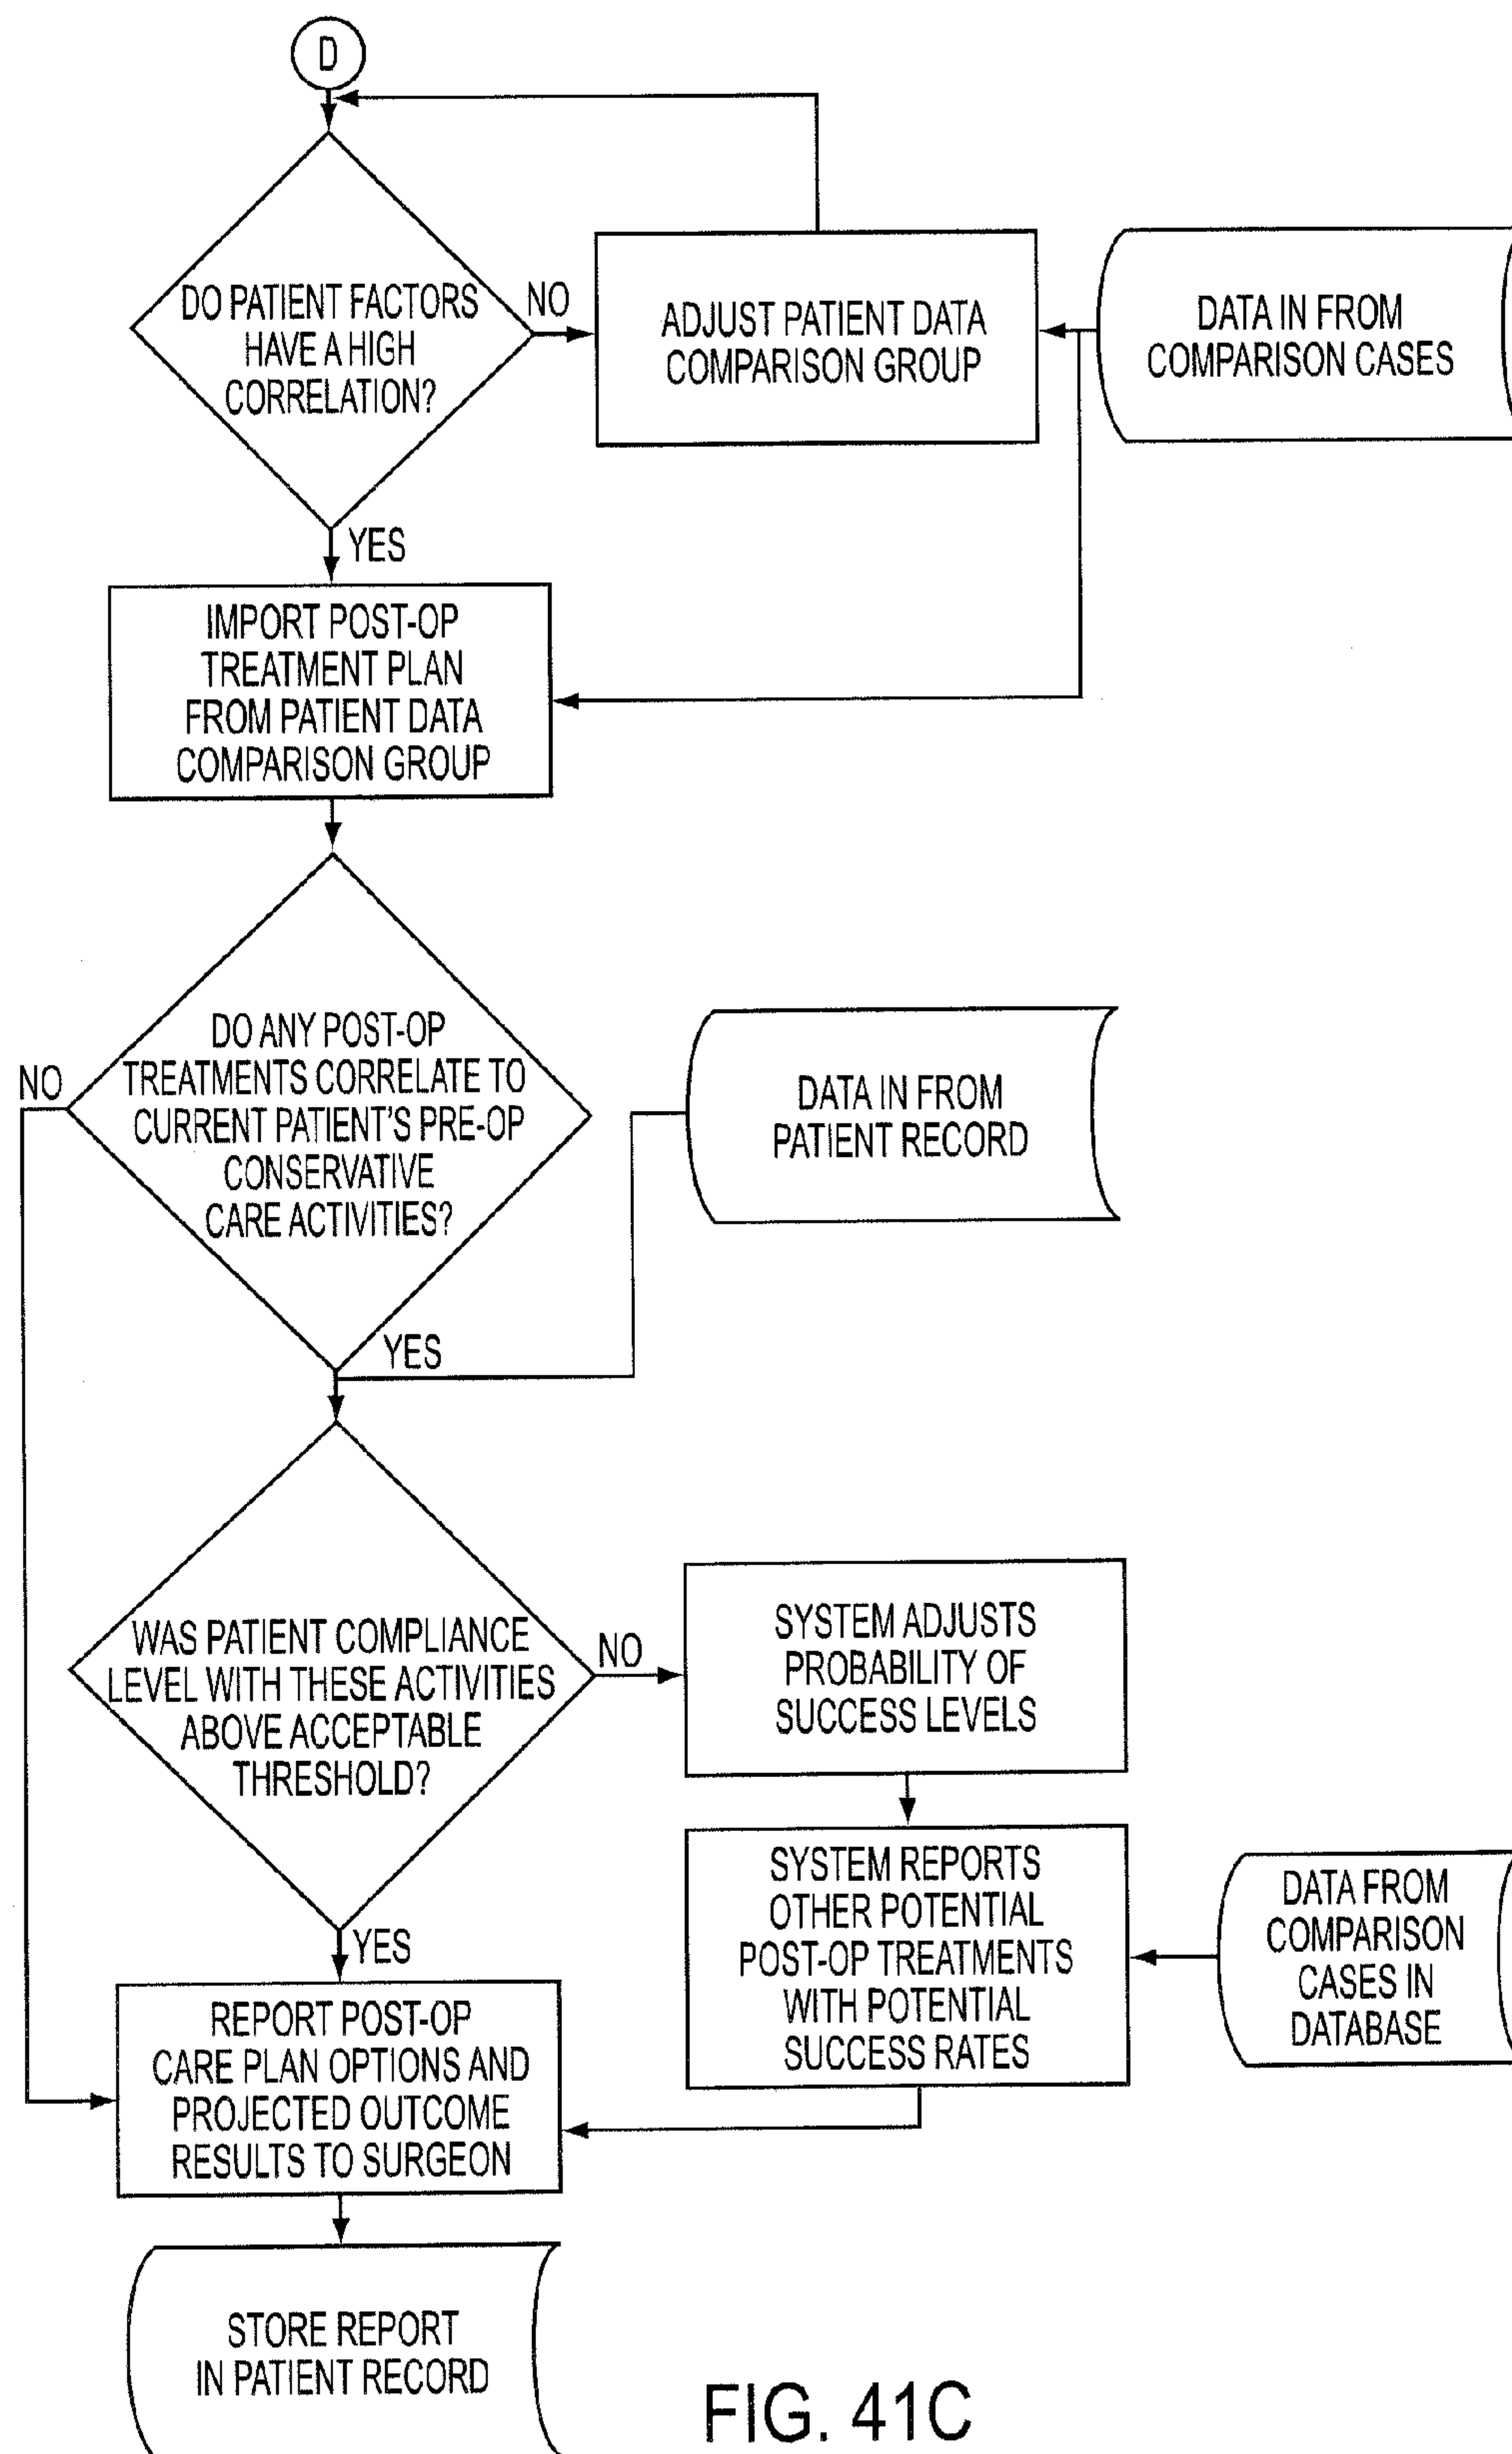 D
DO PATIENT FACTORS
HAVE A HIGH
CORRELATION?
NO
ADJUST PATIENT DATA
COMPARISON GROUP
DATA IN FROM
COMPARISON CASES
YES
IMPORT POST-OP
TREATMENT PLAN
FROM PATIENT DATA
COMPARISON GROUP
DO ANY POST-OP
TREATMENTS CORRELATE TO
CURRENT PATIENT'S PRE-OP
CONSERVATIVE
CARE ACTIVITIES?
NO
DATA IN FROM
PATIENT RECORD
YES
WAS PATIENT COMPLIANCE
LEVEL WITH THESE ACTIVITIES
ABOVE ACCEPTABLE
THRESHOLD?
NO
SYSTEM ADJUSTS
PROBABILITY OF
SUCCESS LEVELS
SYSTEM REPORTS
OTHER POTENTIAL
POST-OP TREATMENTS
WITH POTENTIAL
SUCCESS RATES
DATA FROM
COMPARISON
CASES IN
DATABASE
YES
REPORT POST-OP
CARE PLAN OPTIONS AND
PROJECTED OUTCOME
RESULTS TO SURGEON
STORE REPORT
IN PATIENT RECORD
FIG. 41C